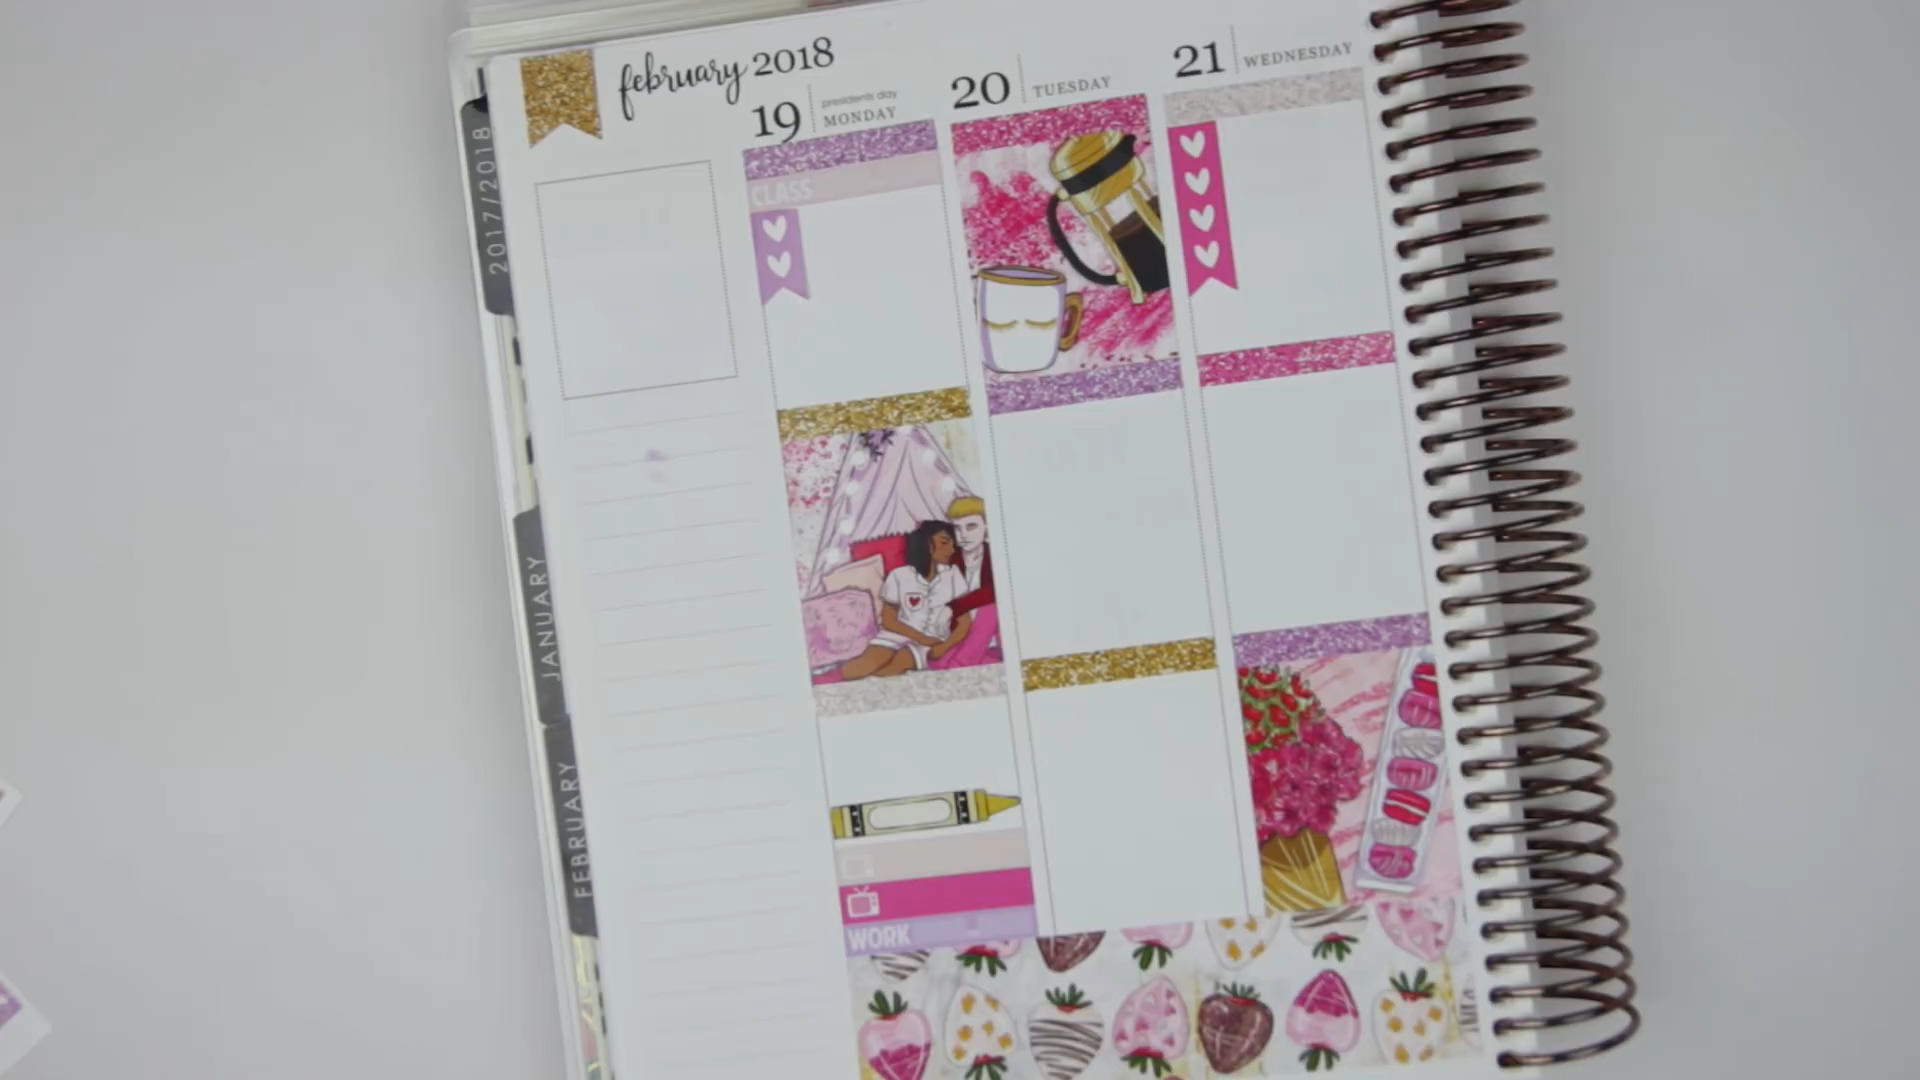 february 2018
19
presidents day
MONDAY
20
TUESDAY
21
WEDNESDAY
CLASS
WORK
2017/2018
JANUARY
FEBRUARY